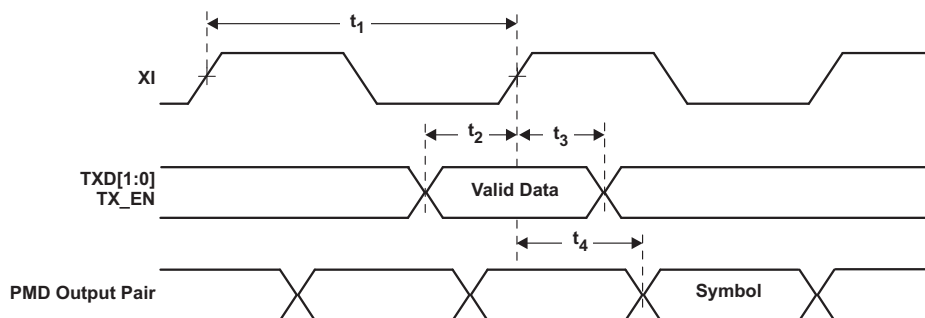 t1
XI
t2
t3
TXD[1:0]
TX_EN
Valid Data
t4
PMD Output Pair
Symbol